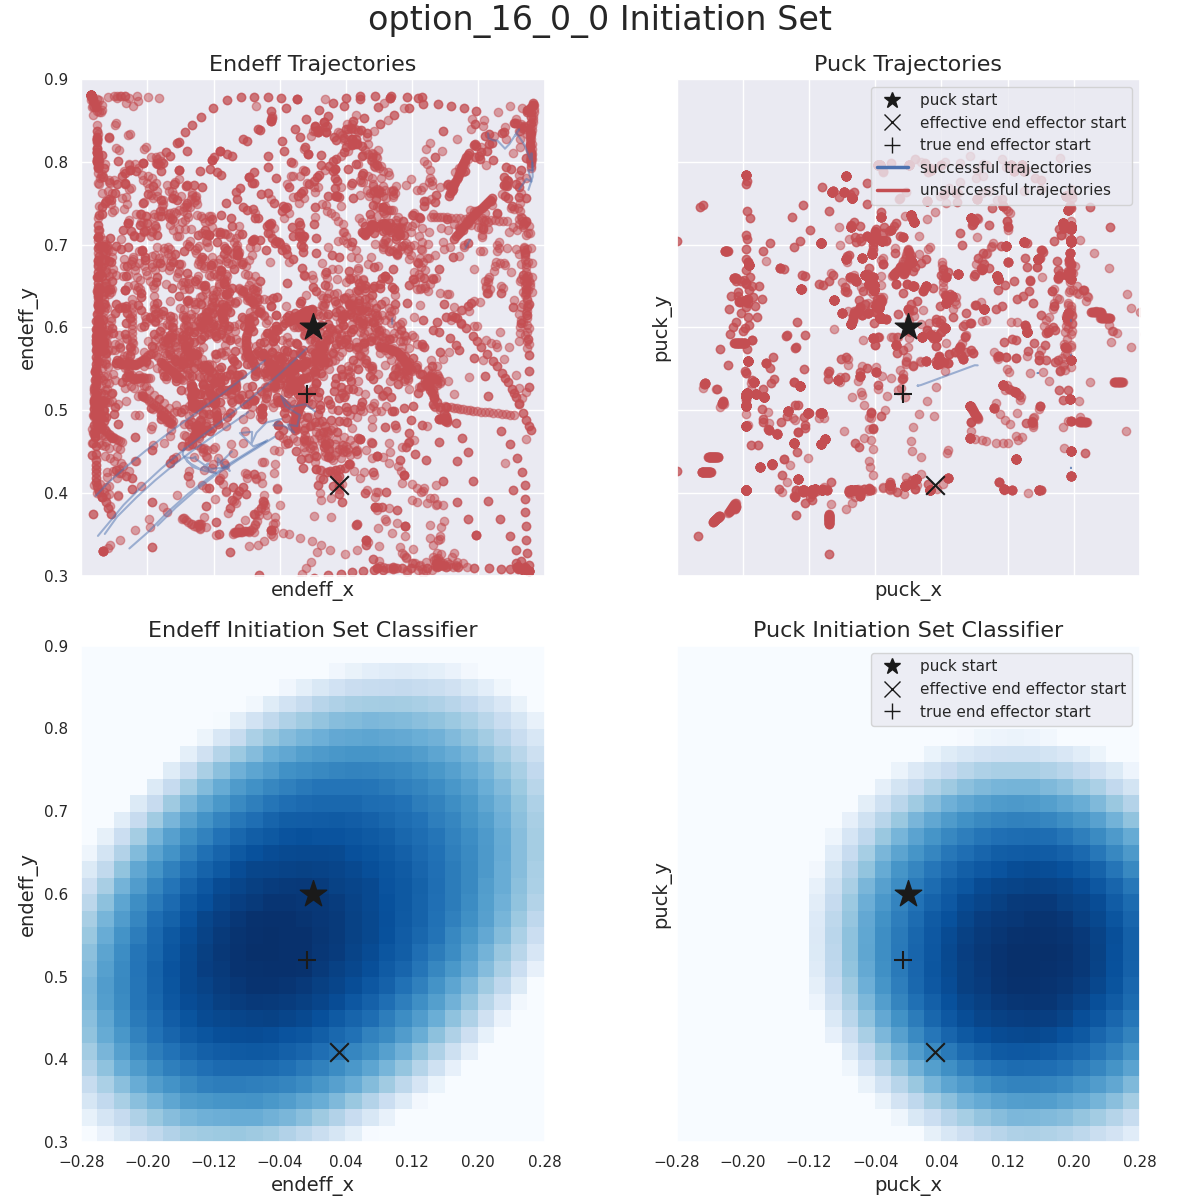 option_16_0_0 Initiation Set
Endeff Trajectories
0.9
0.8
0.7
0.6
0.5
0.4
0.3
endeff_y
endeff_x
Puck Trajectories
puck start
effective end effector start
true end effector start
successful trajectories
unsuccessful trajectories
puck_y
puck_x
Endeff Initiation Set Classifier
0.9
0.8
0.7
0.6
0.5
0.4
0.3
endeff_y
−0.28 −0.20 −0.12 −0.04 0.04 0.12 0.20 0.28
endeff_x
Puck Initiation Set Classifier
puck start
effective end effector start
true end effector start
puck_y
−0.28 −0.20 −0.12 −0.04 0.04 0.12 0.20 0.28
puck_x